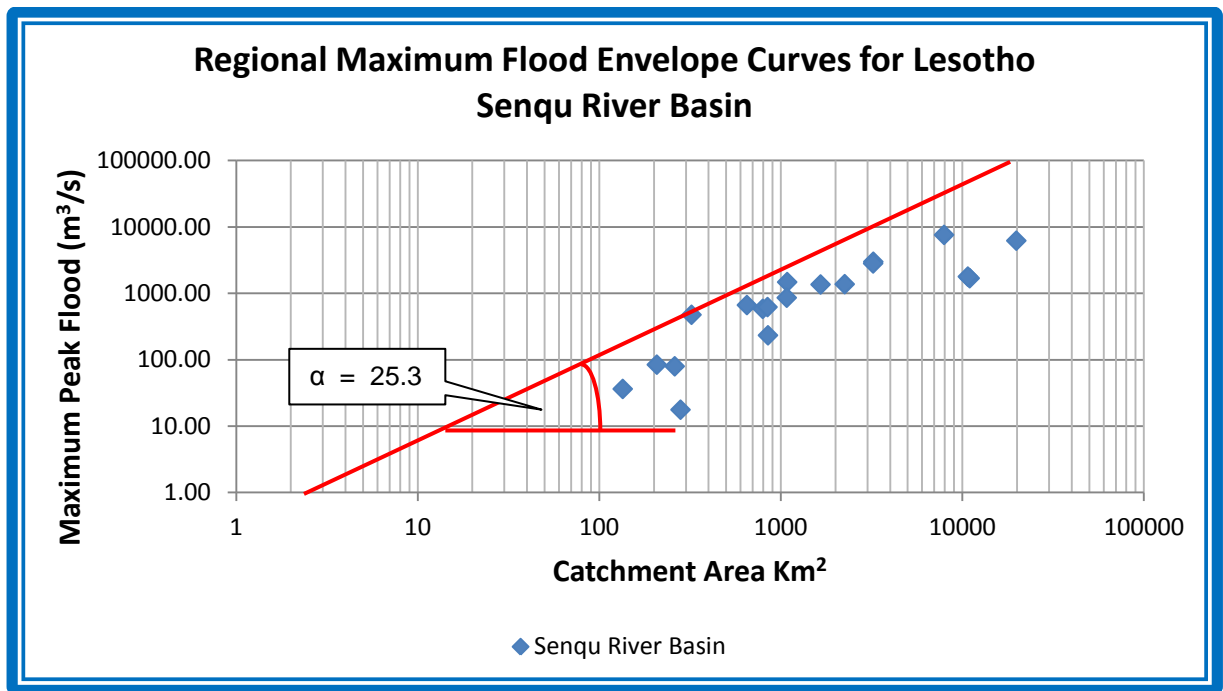 Regional Maximum Flood Envelope Curves for Lesotho
Senqu River Basin
Maximum Peak Flood (m³/s)
100000.00
10000.00
1000.00
100.00
10.00
1.00
α = 25.3
1 10 100 1000 10000 100000
Catchment Area Km²
Senqu River Basin